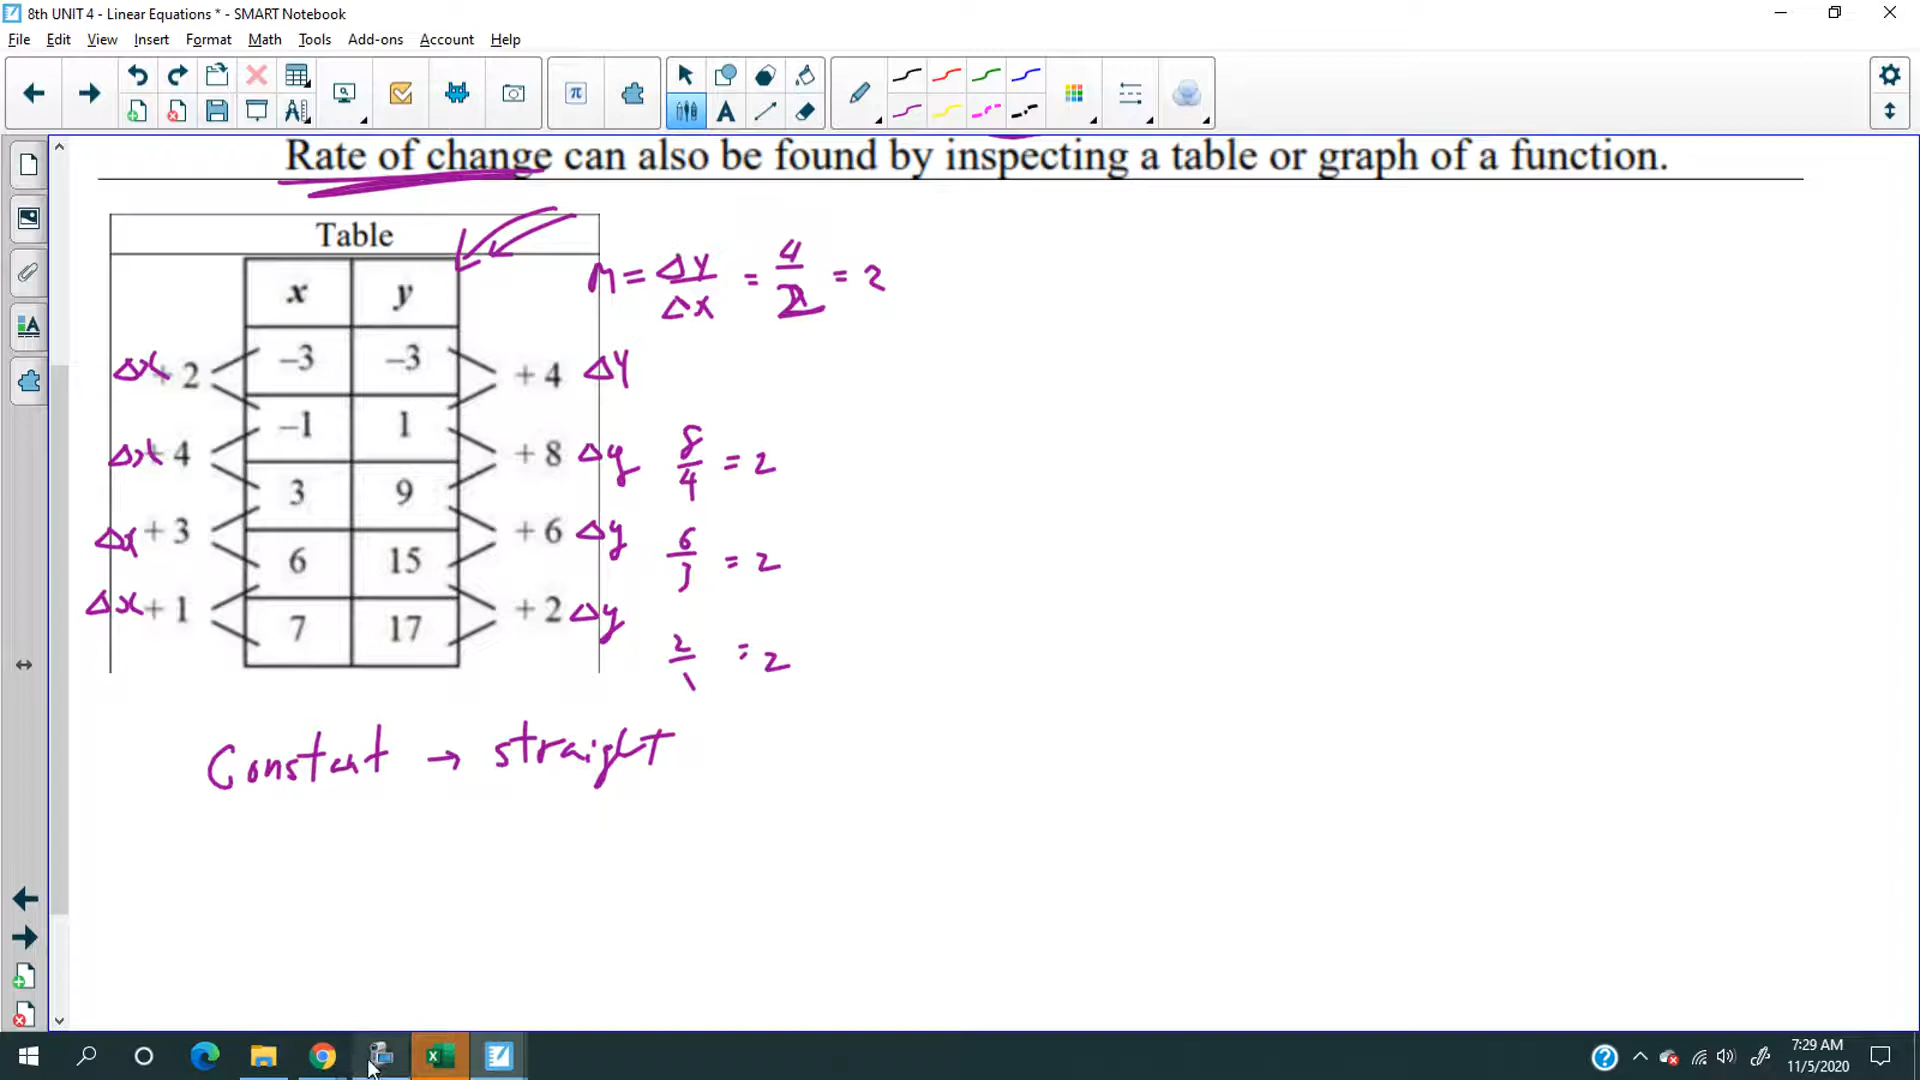 8th UNIT 4 - Linear Equations * - SMART Notebook
File Edit View Insert Format Math Tools Add-ons Account Help
π
A
Rate of change can also be found by inspecting a table or graph of a function.
Table
x y
M = Δy/Δx = 4/2 = 2
-3 -3
Δx + 2 + 4 Δy
-1 1
Δx + 4 + 8 Δy 8/4 = 2
3 9
Δx + 3 + 6 Δy 6/3 = 2
6 15
Δx + 1 + 2 Δy 2/1 = 2
7 17
Constant → straight
7:29 AM
11/5/2020